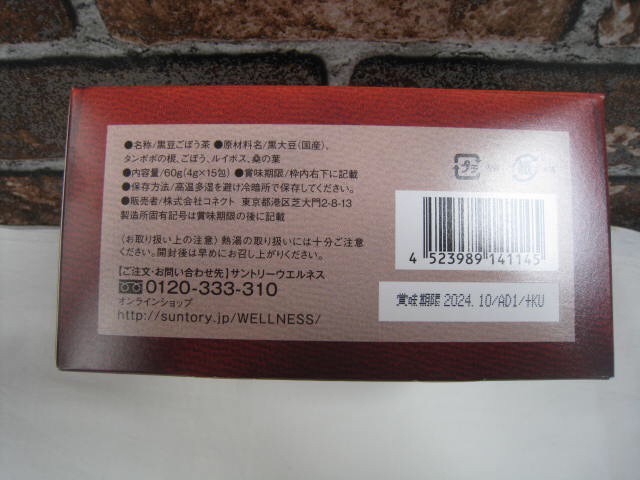 ●名称/黒豆ごぼう茶 ●原材料名/黒大豆(国産)、
タンポポの根、ごぼう、ルイボス、桑の葉
●内容量/60g(4g×15包) ●賞味期限/枠内右下に記載
●保存方法/高温多湿を避け冷暗所で保存してください。
●販売者/株式会社コネクト 東京都港区芝大門2-8-13
製造所固有記号は賞味期限の後に記載
〈お取り扱い上の注意〉熱湯の取り扱いには十分ご注意
ください。開封後は早めにお召し上がりください。
【ご注文・お問い合わせ先】サントリーウエルネス
0120-333-310
オンラインショップ
http://suntory.jp/WELLNESS/
プラ
4 523989 141145
賞味期限 2024.10/AD1/+KU